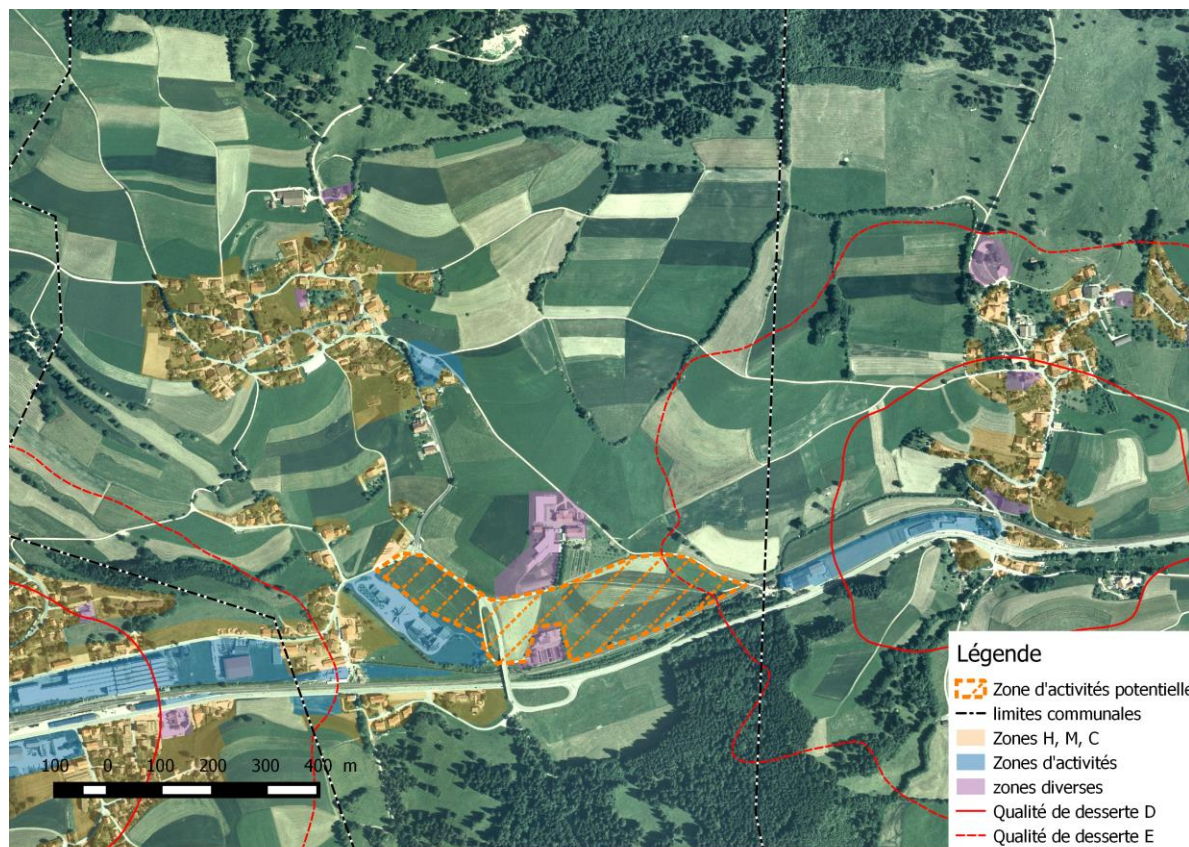 100 0 100 200 300 400 m
Légende
Zone d'activités potentielle
limites communales
Zones H, M, C
Zones d'activités
zones diverses
Qualité de desserte D
Qualité de desserte E